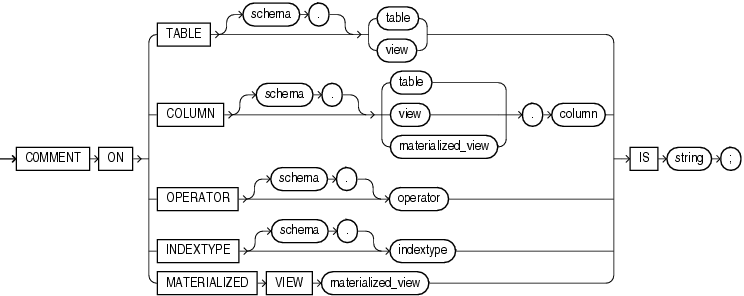 TABLE schema . table
view
COLUMN schema . table
view . column
materialized_view
COMMENT ON IS string ;
OPERATOR schema . operator
INDEXTYPE schema . indextype
MATERIALIZED VIEW materialized_view